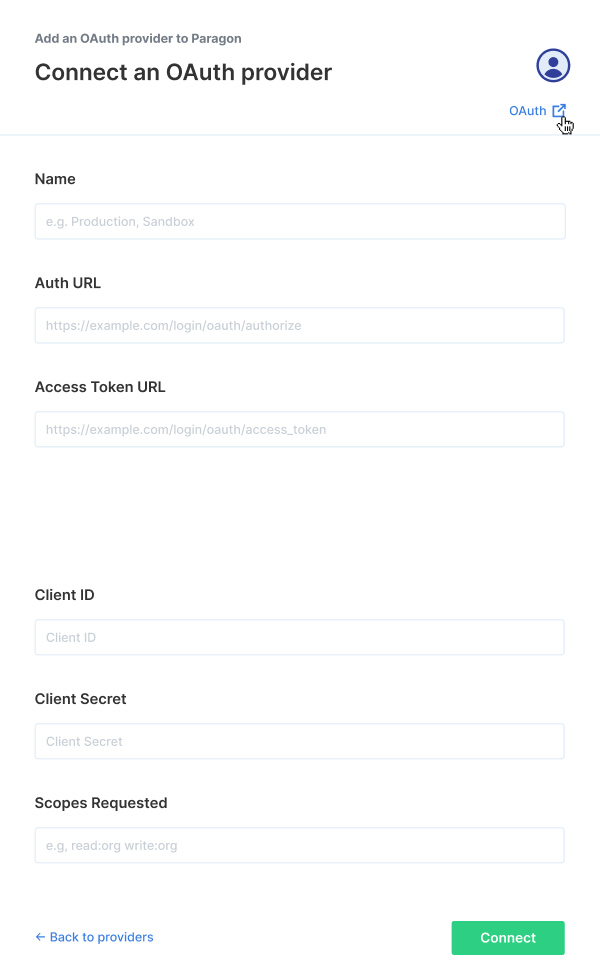 Add an OAuth provider to Paragon
Connect an OAuth provider
OAuth
Name
e.g. Production, Sandbox
Auth URL
https://example.com/login/oauth/authorize
Access Token URL
https://example.com/login/oauth/access_token
Client ID
Client ID
Client Secret
Client Secret
Scopes Requested
e.g, read:org write:org
← Back to providers
Connect